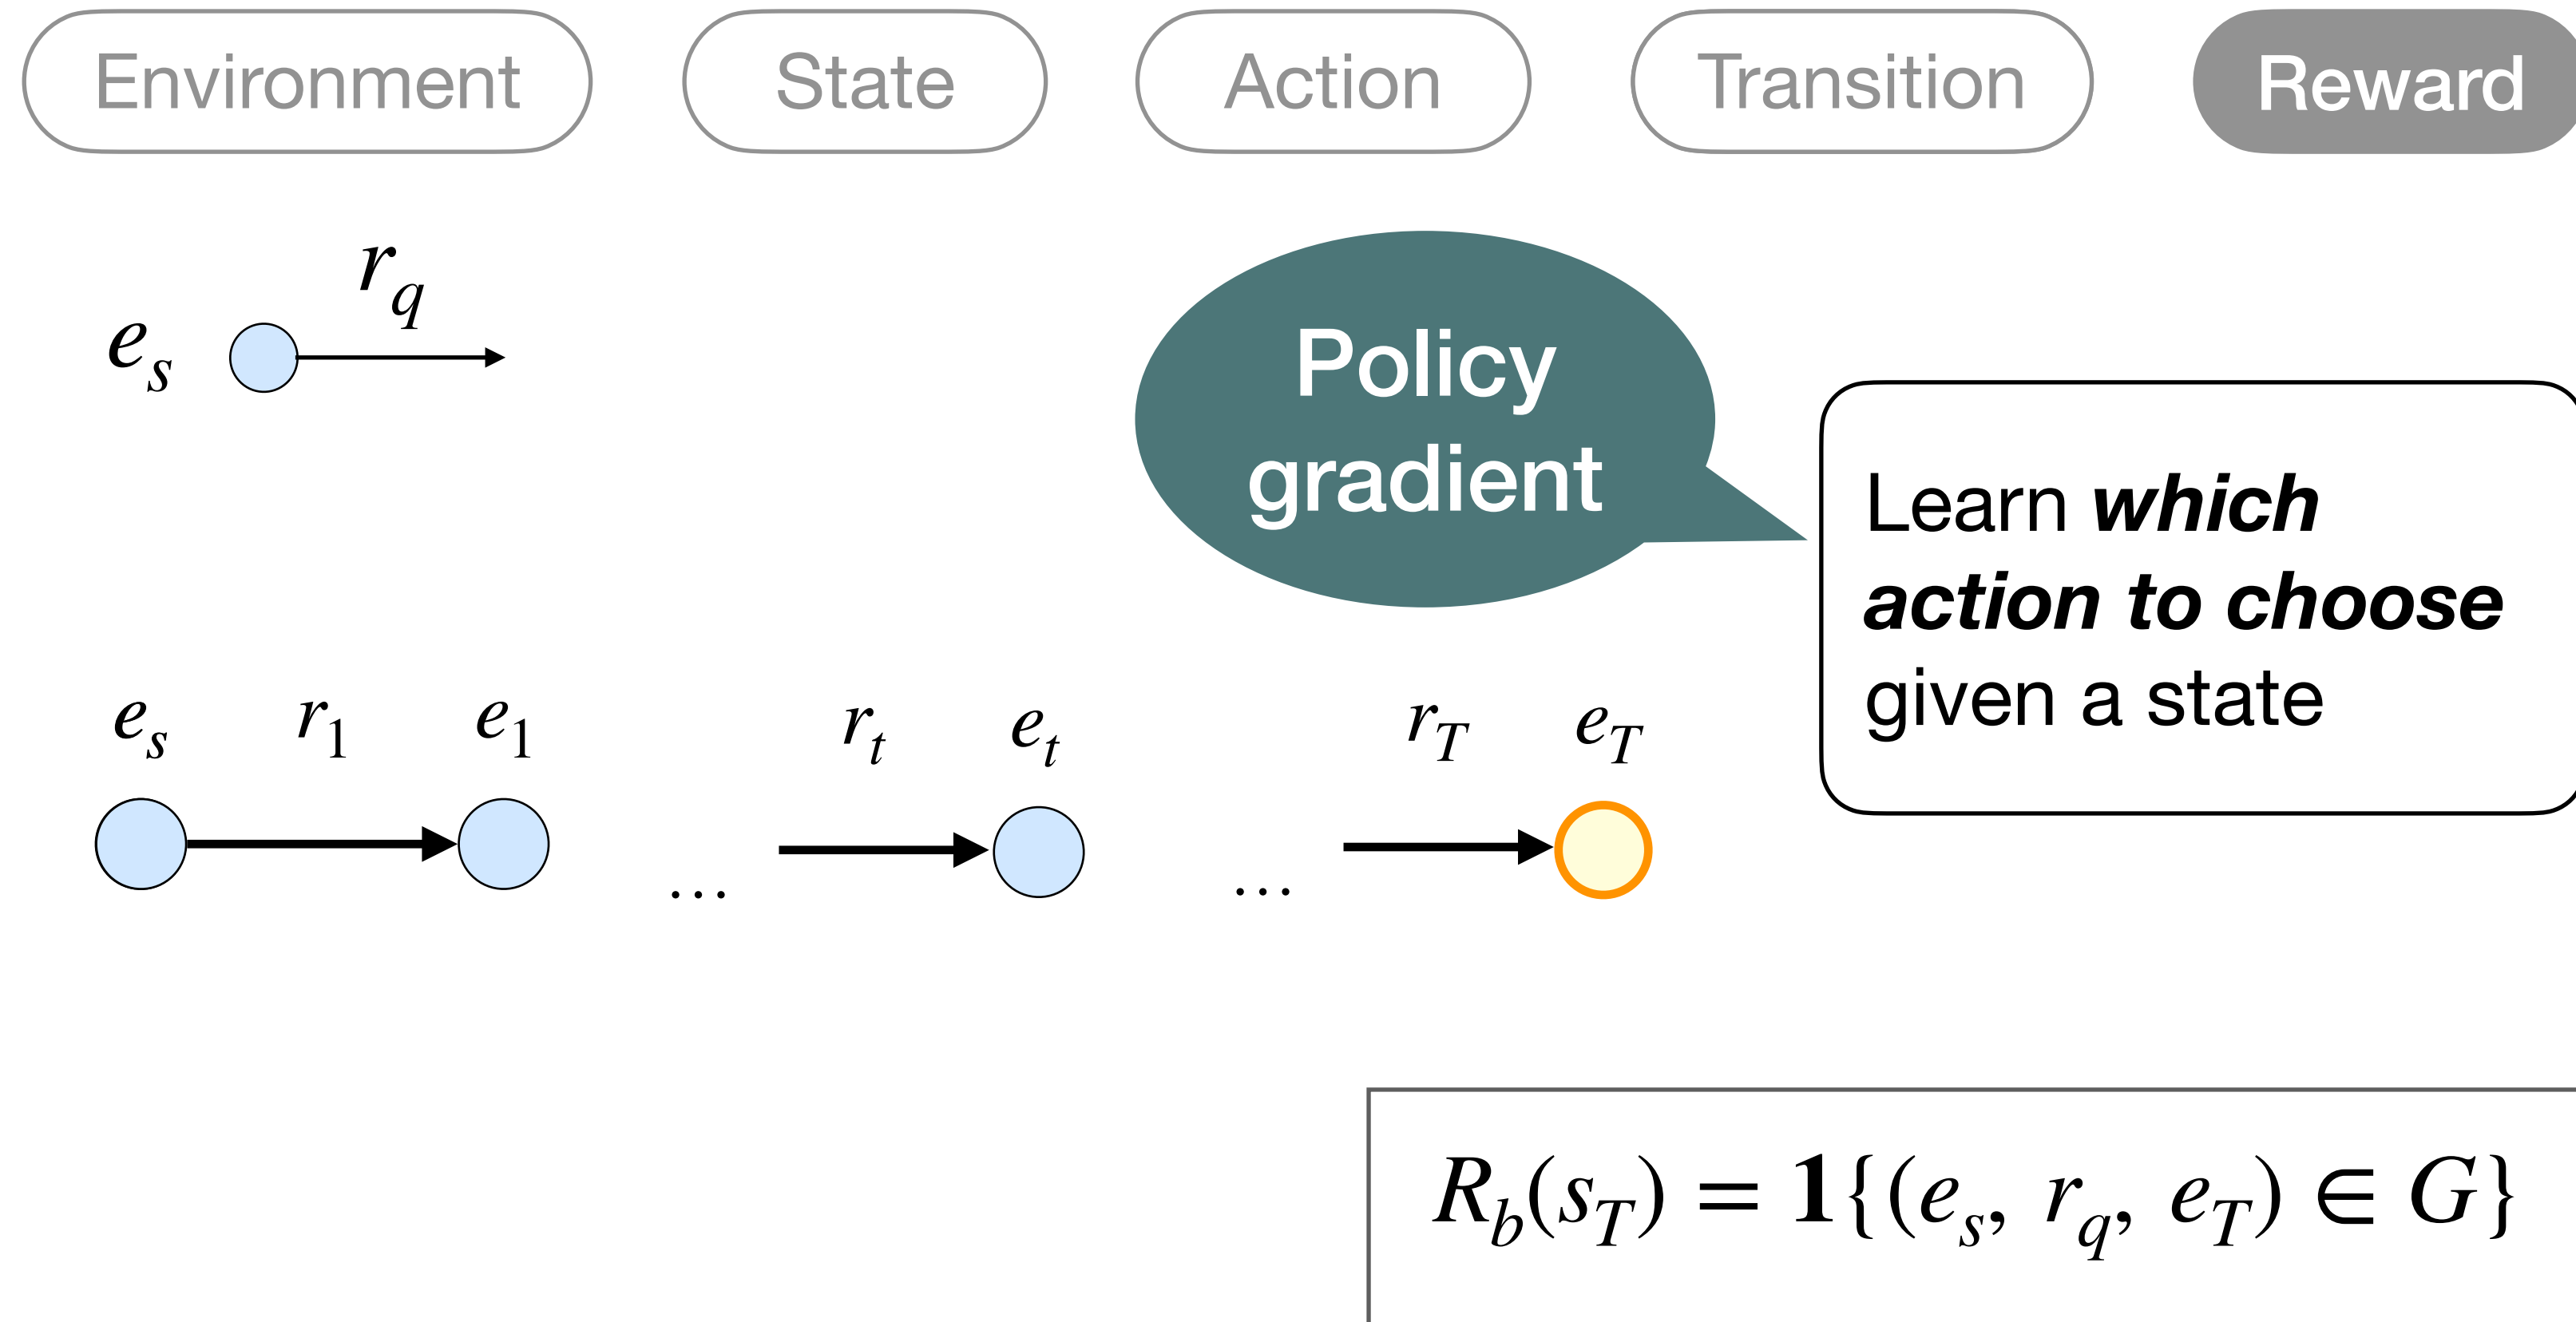 Environment State Action Transition Reward
r_q
e_s
Policy
gradient
Learn which
action to choose
given a state
e_s r_1 e_1 r_t e_t r_T e_T
... ...
R_b(s_T) = 1{(e_s, r_q, e_T) ∈ G}